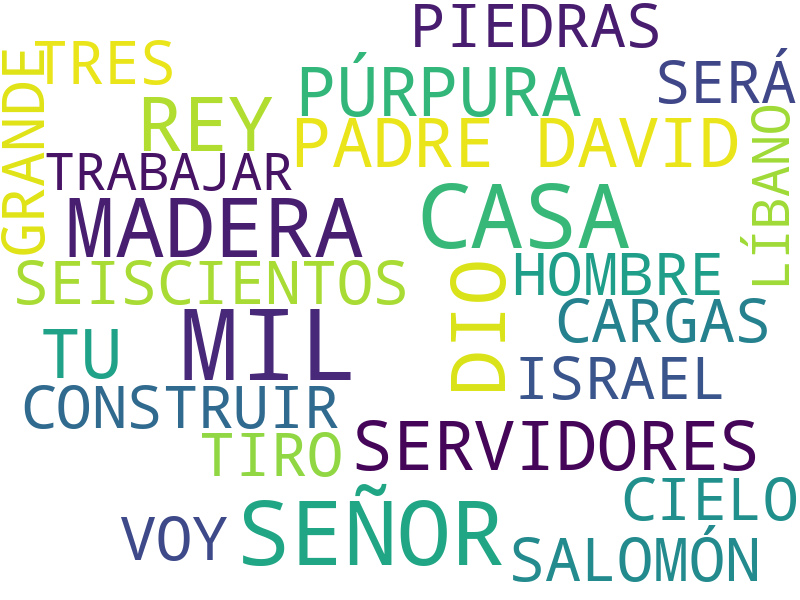 PIEDRAS
TRES
GRANDE
PÚRPURA
SERÁ
REY
PADRE DAVID
LÍBANO
TRABAJAR
MADERA
CASA
SEISCIENTOS
DIO
HOMBRE
MIL
CARGAS
TU
ISRAEL
CONSTRUIR
TIRO
SERVIDORES
CIELO
VOY
SEÑOR
SALOMÓN